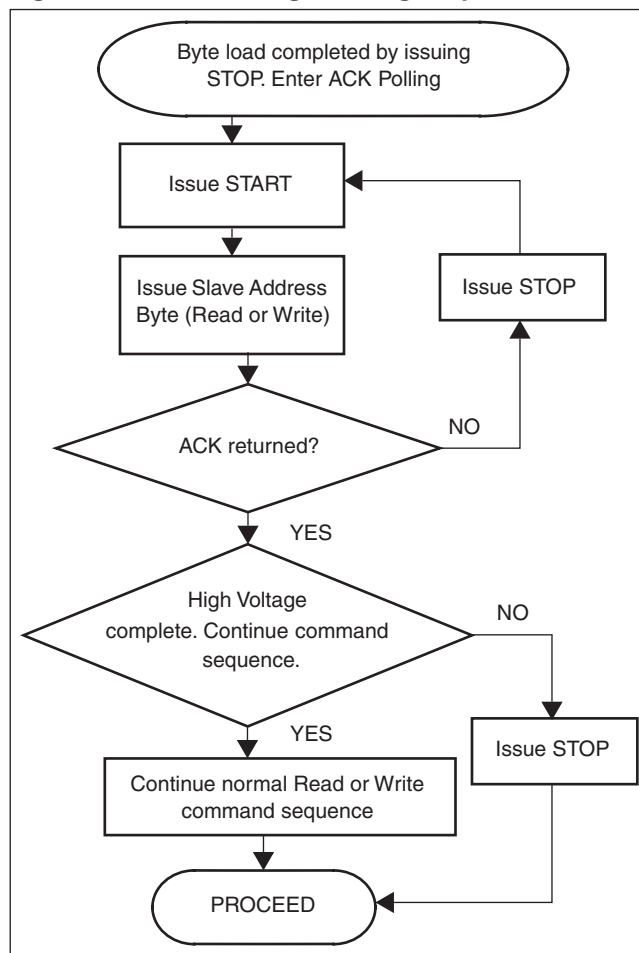 Byte load completed by issuing
STOP. Enter ACK Polling
Issue START
Issue Slave Address
Byte (Read or Write)
Issue STOP
ACK returned?
NO
YES
High Voltage
complete. Continue command
sequence.
NO
YES
Issue STOP
Continue normal Read or Write
command sequence
PROCEED